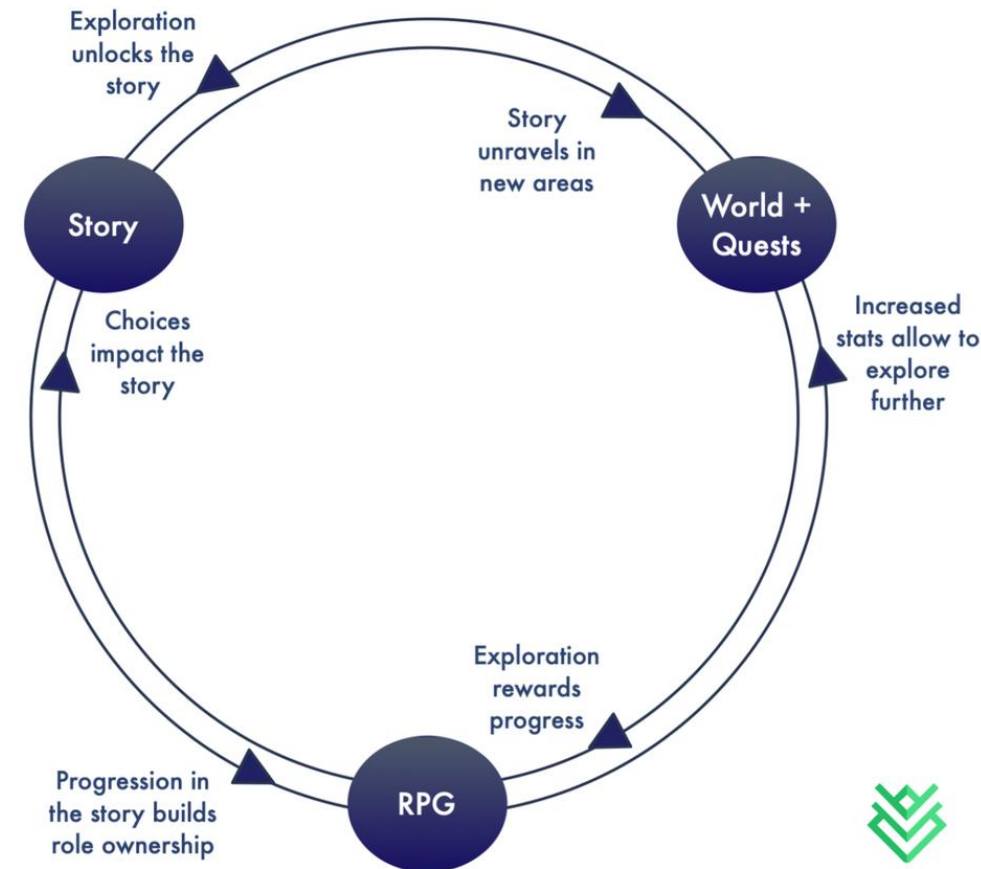 Exploration
unlocks the
story
Story
unravels in
new areas
Story
World +
Quests
Choices
impact the
story
Increased
stats allow to
explore
further
Exploration
rewards
progress
Progression in
the story builds
role ownership
RPG